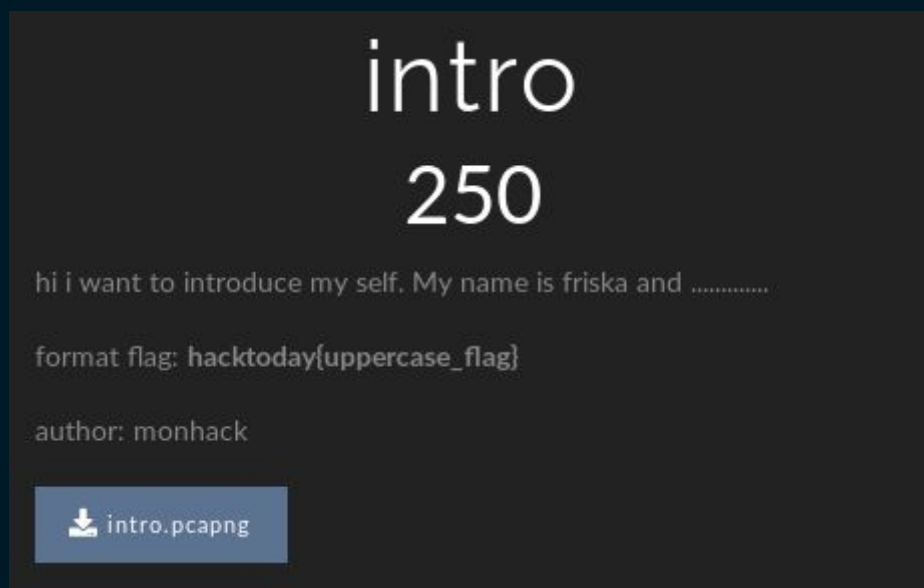 intro
250
hi i want to introduce my self. My name is friska and .............
format flag: hacktoday{uppercase_flag}
author: monhack
intro.pcapng